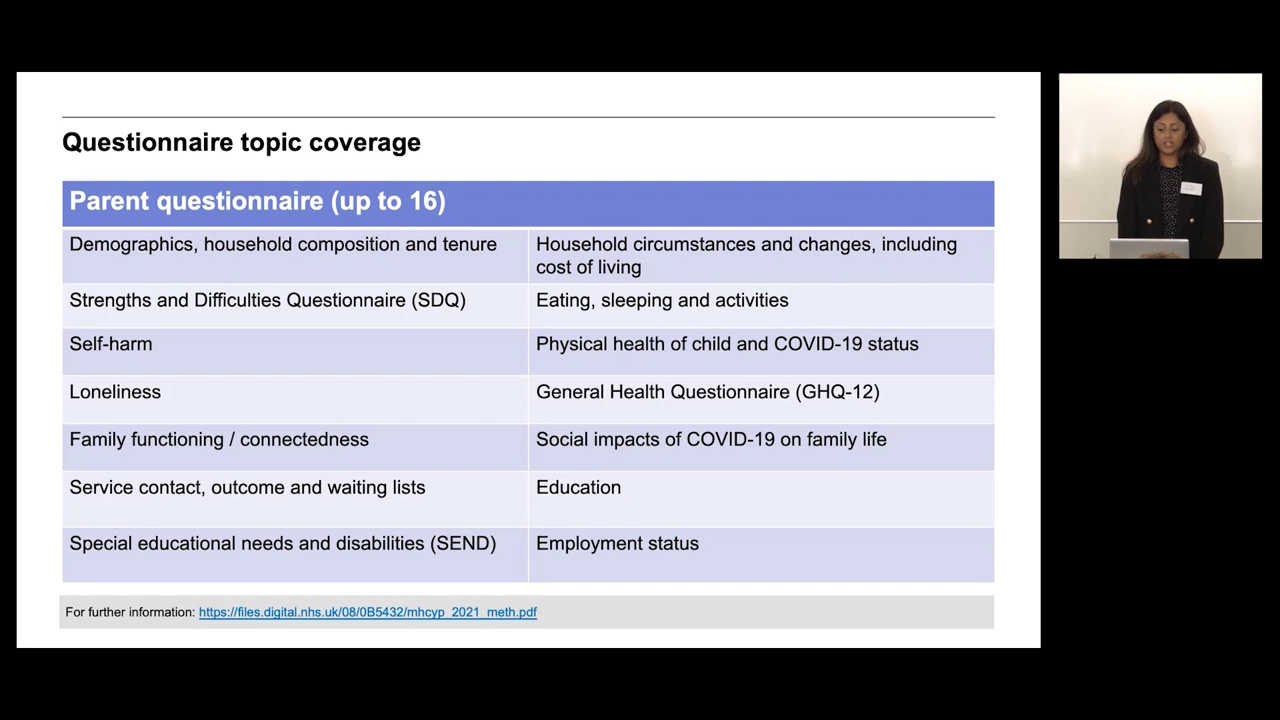 Questionnaire topic coverage
Parent questionnaire (up to 16)
Demographics, household composition and tenure
Household circumstances and changes, including
cost of living
Strengths and Difficulties Questionnaire (SDQ)
Eating, sleeping and activities
Self-harm
Physical health of child and COVID-19 status
Loneliness
General Health Questionnaire (GHQ-12)
Family functioning / connectedness
Social impacts of COVID-19 on family life
Service contact, outcome and waiting lists
Education
Special educational needs and disabilities (SEND)
Employment status
For further information: https://files.digital.nhs.uk/08/0B5432/mhcyp_2021_meth.pdf